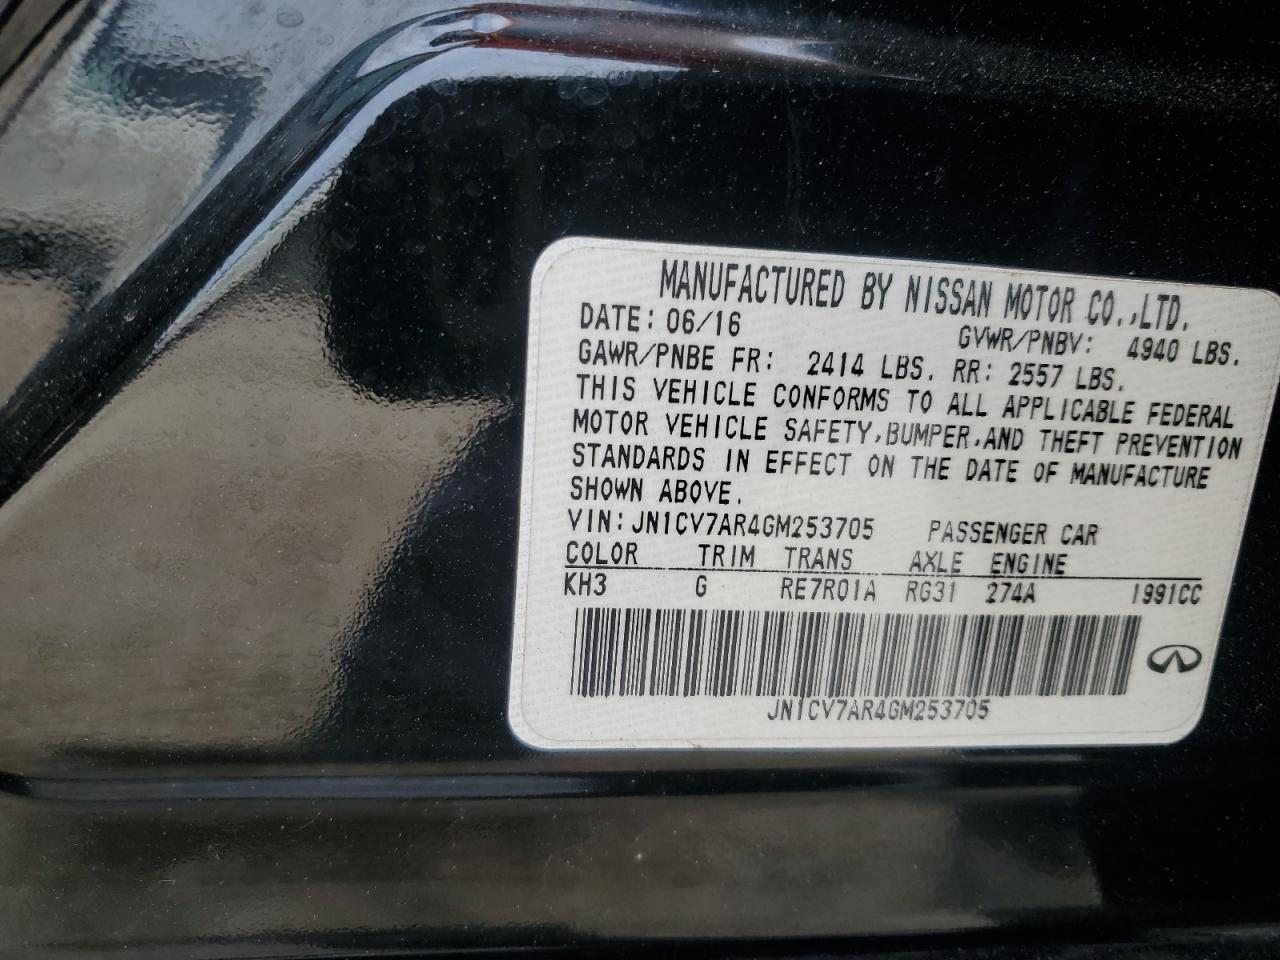 MANUFACTURED BY NISSAN MOTOR CO.,LTD.
DATE: 06/16 GVWR/PNBV: 4940 LBS.
GAWR/PNBE FR: 2414 LBS. RR: 2557 LBS.
THIS VEHICLE CONFORMS TO ALL APPLICABLE FEDERAL
MOTOR VEHICLE SAFETY,BUMPER,AND THEFT PREVENTION
STANDARDS IN EFFECT ON THE DATE OF MANUFACTURE
SHOWN ABOVE.
VIN:JN1CV7AR4GM253705 PASSENGER CAR
COLOR TRIM TRANS AXLE ENGINE
KH3 G RE7R01A RG31 274A 1991CC
JN1CV7AR4GM253705